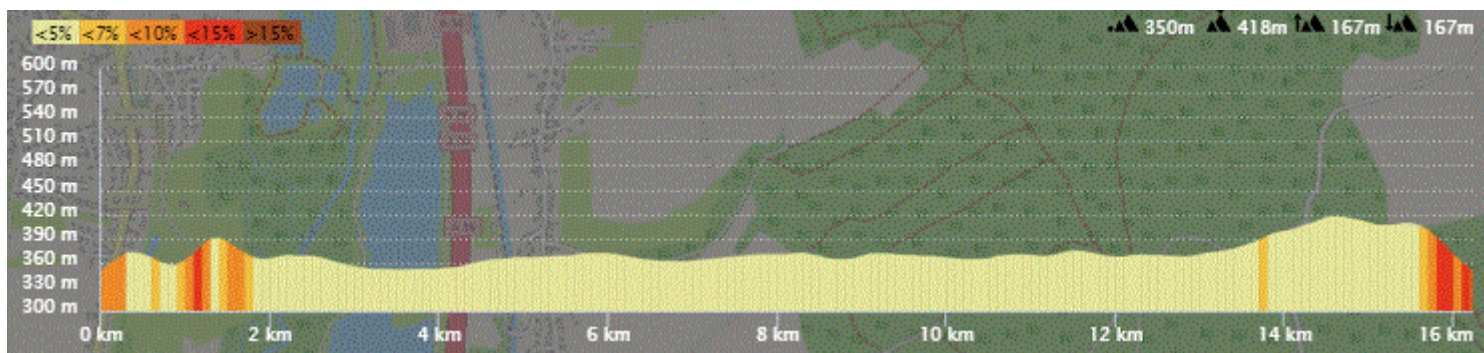 <5% <7% <10% <15% >15%
350m 418m 167m 167m
600 m
570 m
540 m
510 m
480 m
450 m
420 m
390 m
360 m
330 m
300 m
0 km 2 km 4 km 6 km 8 km 10 km 12 km 14 km 16 km